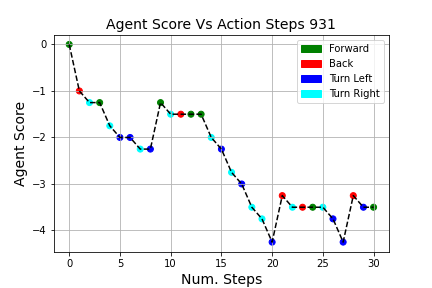 Agent Score Vs Action Steps 931
Forward
Back
Turn Left
Turn Right
Agent Score
0
−1
−2
−3
−4
0 5 10 15 20 25 30
Num. Steps